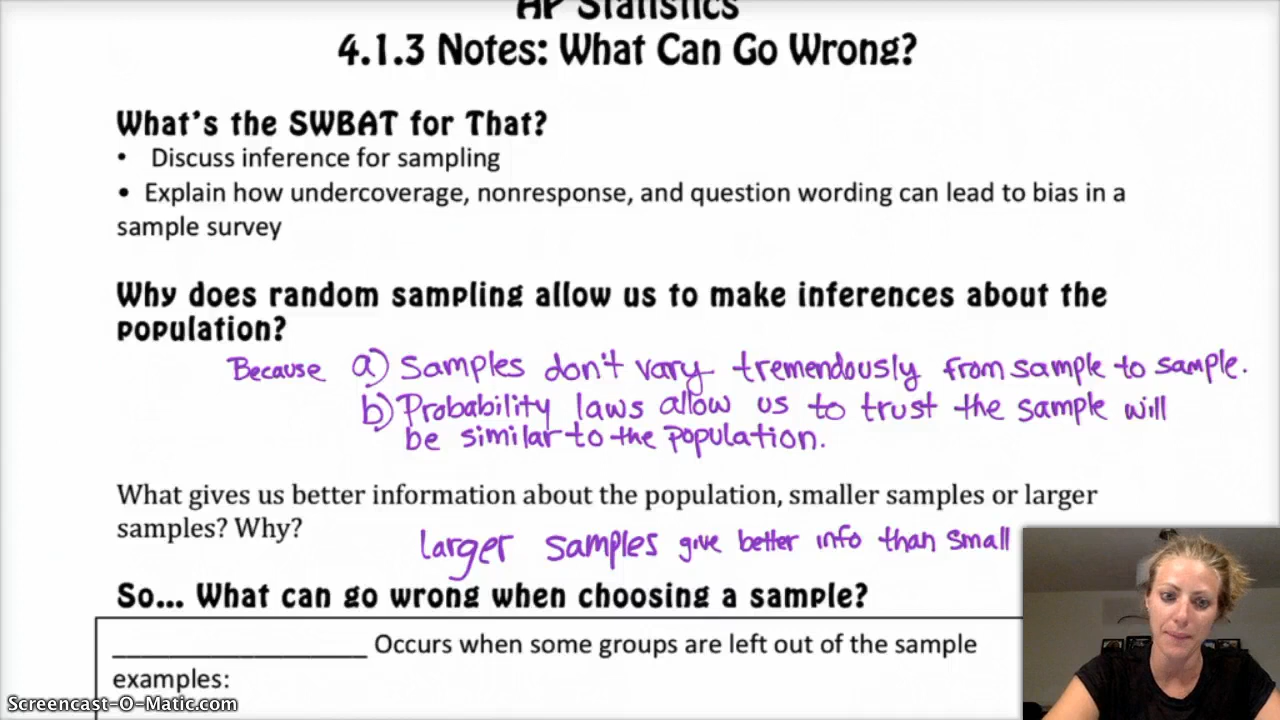 AP Statistics
4.1.3 Notes: What Can Go Wrong?
What's the SWBAT for That?
• Discuss inference for sampling
• Explain how undercoverage, nonresponse, and question wording can lead to bias in a
sample survey
Why does random sampling allow us to make inferences about the
population?
Because a) Samples don't vary tremendously from sample to sample.
b) Probability laws allow us to trust the sample will
be similar to the population.
What gives us better information about the population, smaller samples or larger
samples? Why?
larger samples give better info than small
So... What can go wrong when choosing a sample?
____________________ Occurs when some groups are left out of the sample
examples:
Screencast-O-Matic.com